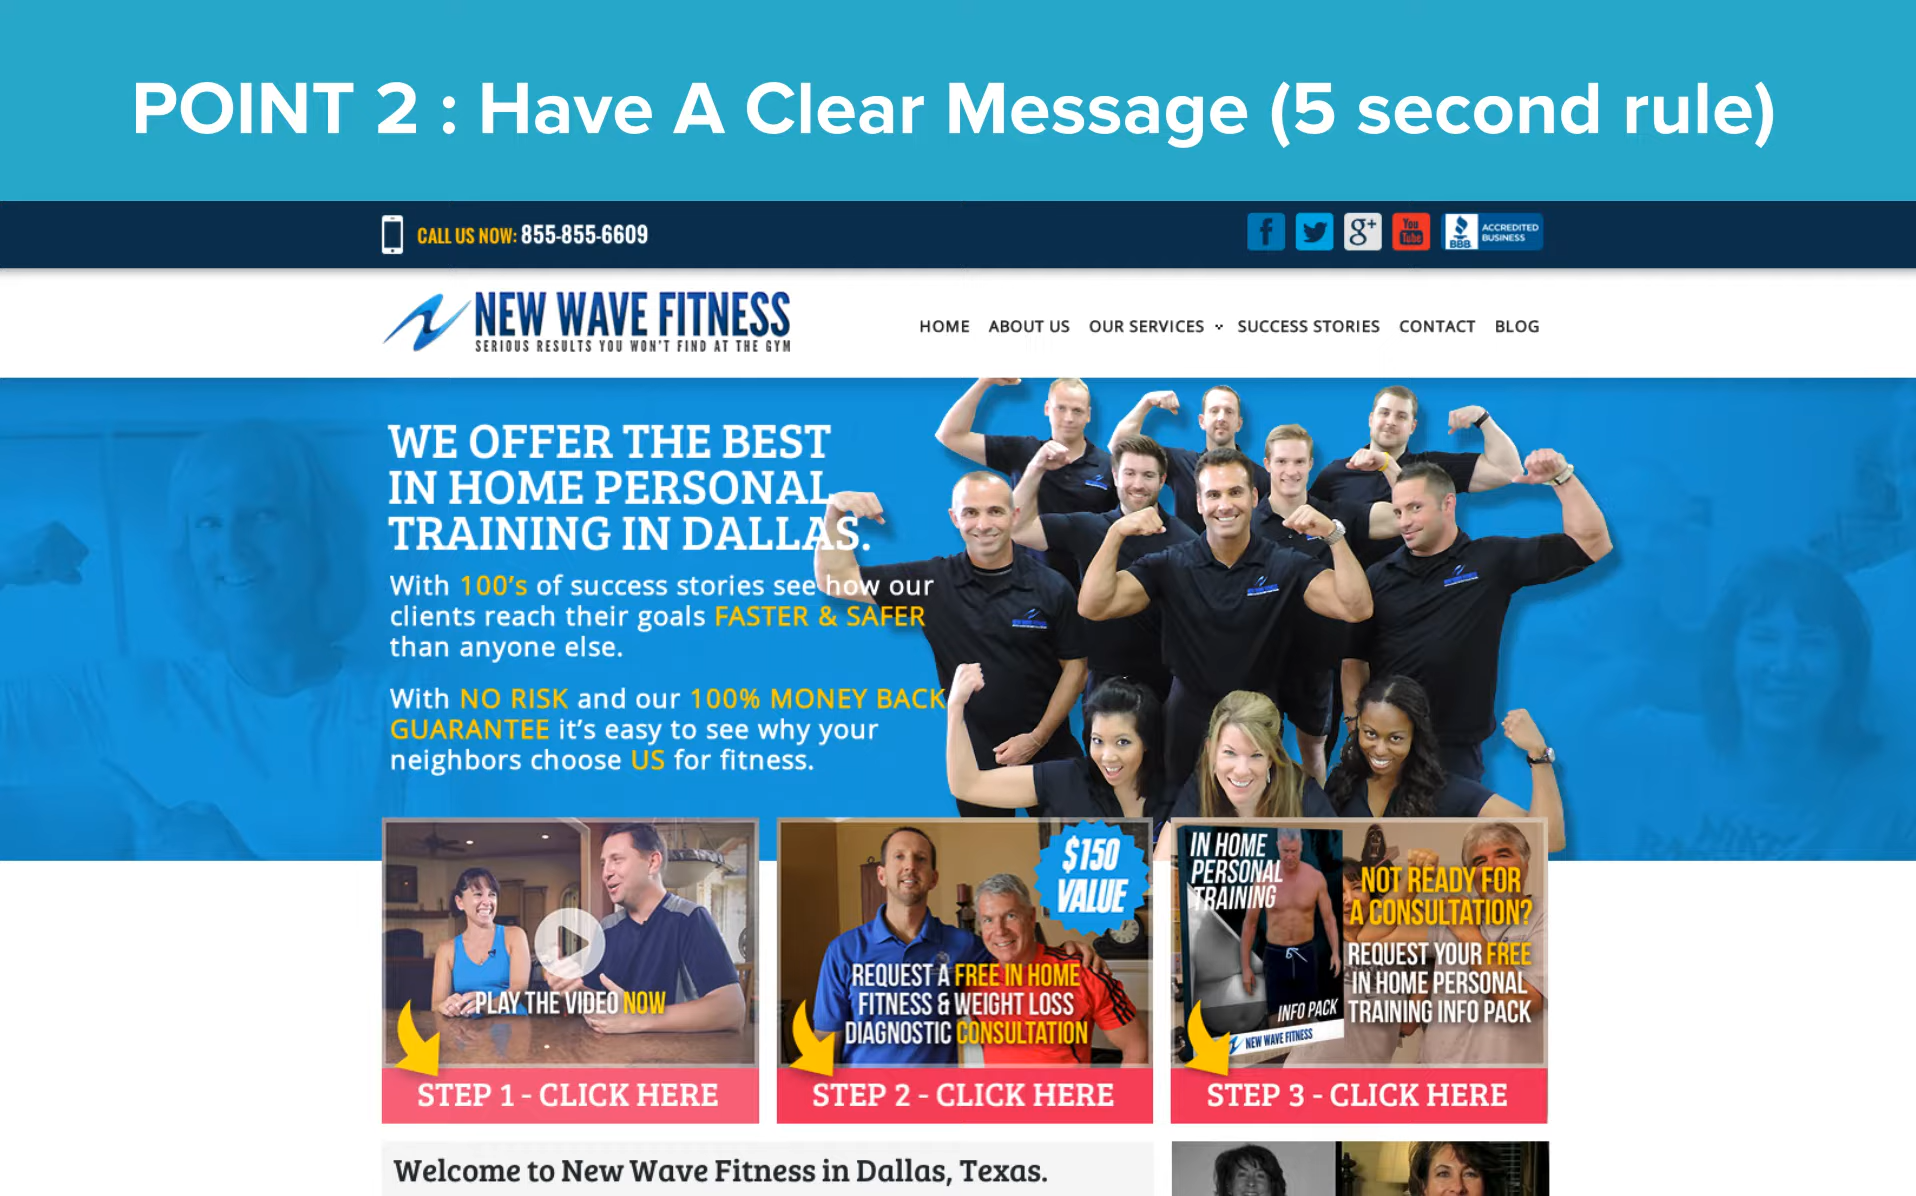 POINT 2 : Have A Clear Message (5 second rule)
CALL US NOW: 855-855-6609
f
g+
You
Tube
BBB
ACCREDITED
BUSINESS
NEW WAVE FITNESS
SERIOUS RESULTS YOU WON'T FIND AT THE GYM
HOME ABOUT US OUR SERVICES SUCCESS STORIES CONTACT BLOG
WE OFFER THE BEST
IN HOME PERSONAL
TRAINING IN DALLAS.
With 100's of success stories see how our
clients reach their goals FASTER & SAFER
than anyone else.
With NO RISK and our 100% MONEY BACK
GUARANTEE it's easy to see why your
neighbors choose US for fitness.
PLAY THE VIDEO NOW
STEP 1 - CLICK HERE
$150
VALUE
REQUEST A FREE IN HOME
FITNESS & WEIGHT LOSS
DIAGNOSTIC CONSULTATION
STEP 2 - CLICK HERE
IN HOME
PERSONAL
TRAINING
INFO PACK
NEW WAVE FITNESS
NOT READY FOR
A CONSULTATION?
REQUEST YOUR FREE
IN HOME PERSONAL
TRAINING INFO PACK
STEP 3 - CLICK HERE
Welcome to New Wave Fitness in Dallas, Texas.